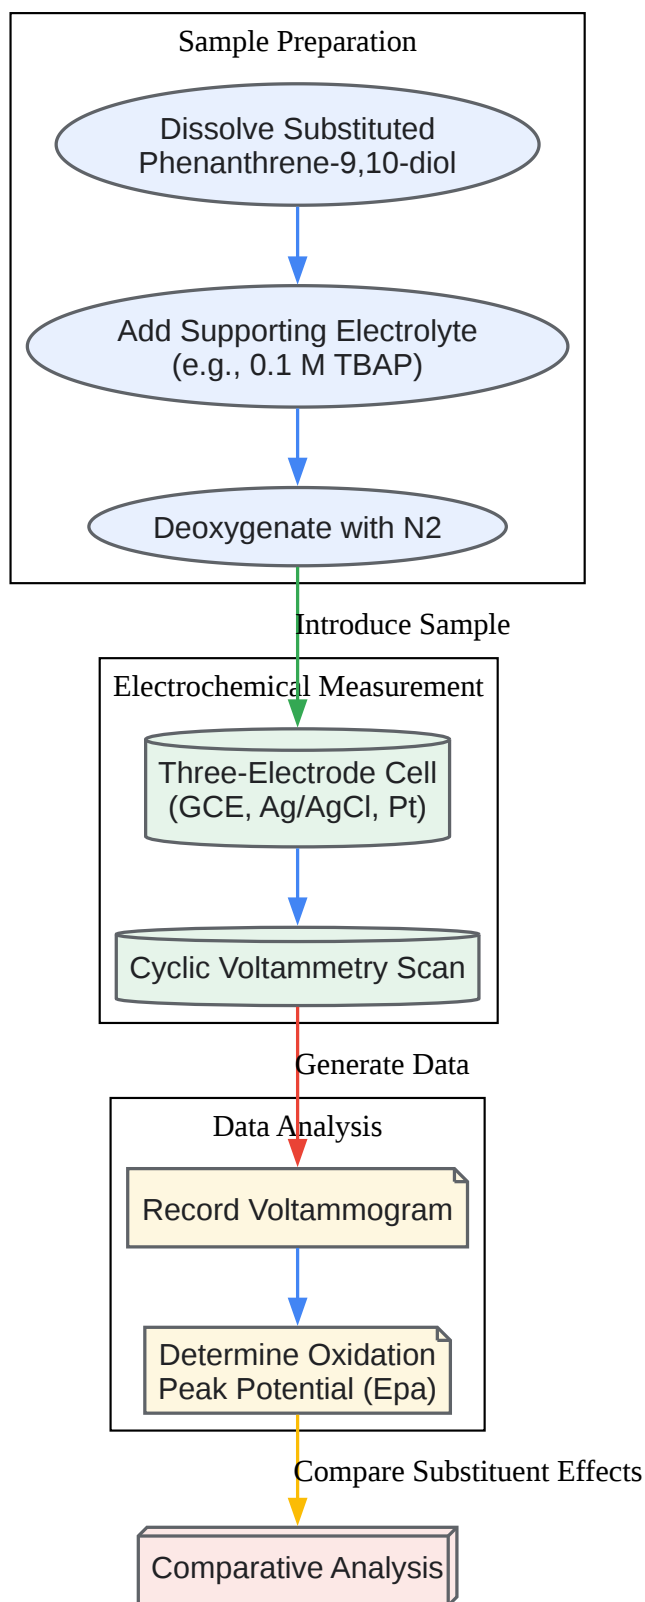 Sample Preparation
Dissolve Substituted
Phenanthrene-9,10-diol
Add Supporting Electrolyte
(e.g., 0.1 M TBAP)
Deoxygenate with N2
Introduce Sample
Electrochemical Measurement
Three-Electrode Cell
(GCE, Ag/AgCl, Pt)
Cyclic Voltammetry Scan
Generate Data
Data Analysis
Record Voltammogram
Determine Oxidation
Peak Potential (Epa)
Compare Substituent Effects
Comparative Analysis